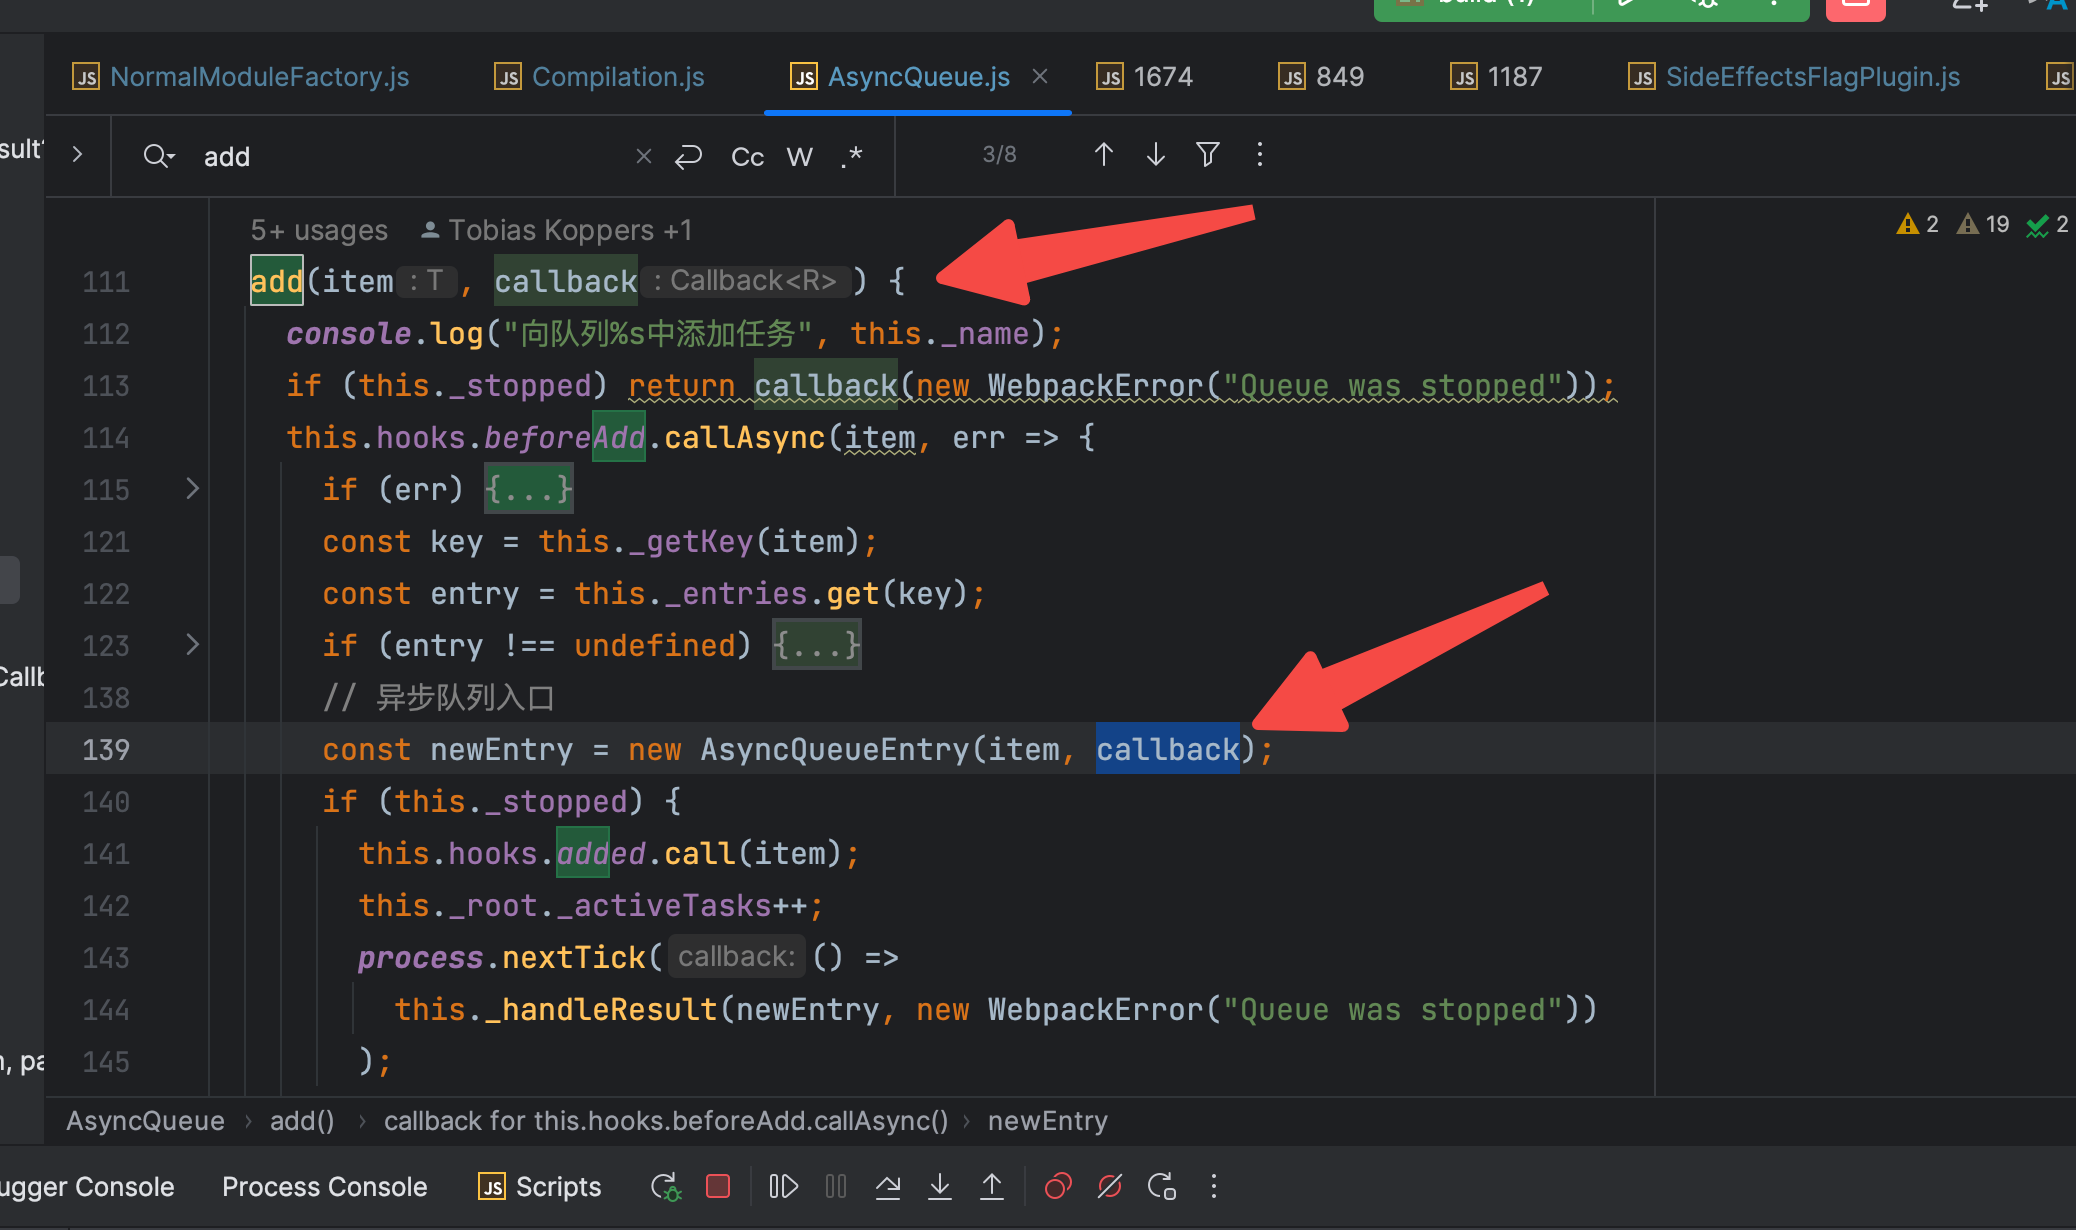 build (1)
NormalModuleFactory.js
Compilation.js
AsyncQueue.js
1674
849
1187
SideEffectsFlagPlugin.js
add
Cc W .*
3/8
5+ usages Tobias Koppers +1
2 19 2
111 add(item : T , callback : Callback<R> ) {
112 console.log("向队列%s中添加任务", this._name);
113 if (this._stopped) return callback(new WebpackError("Queue was stopped"));
114 this.hooks.beforeAdd.callAsync(item, err => {
115 if (err) {...}
121 const key = this._getKey(item);
122 const entry = this._entries.get(key);
123 if (entry !== undefined) {...}
138 // 异步队列入口
139 const newEntry = new AsyncQueueEntry(item, callback);
140 if (this._stopped) {
141 this.hooks.added.call(item);
142 this._root._activeTasks++;
143 process.nextTick( callback: () =>
144 this._handleResult(newEntry, new WebpackError("Queue was stopped"))
145 );
AsyncQueue › add() › callback for this.hooks.beforeAdd.callAsync() › newEntry
ugger Console
Process Console
JS Scripts